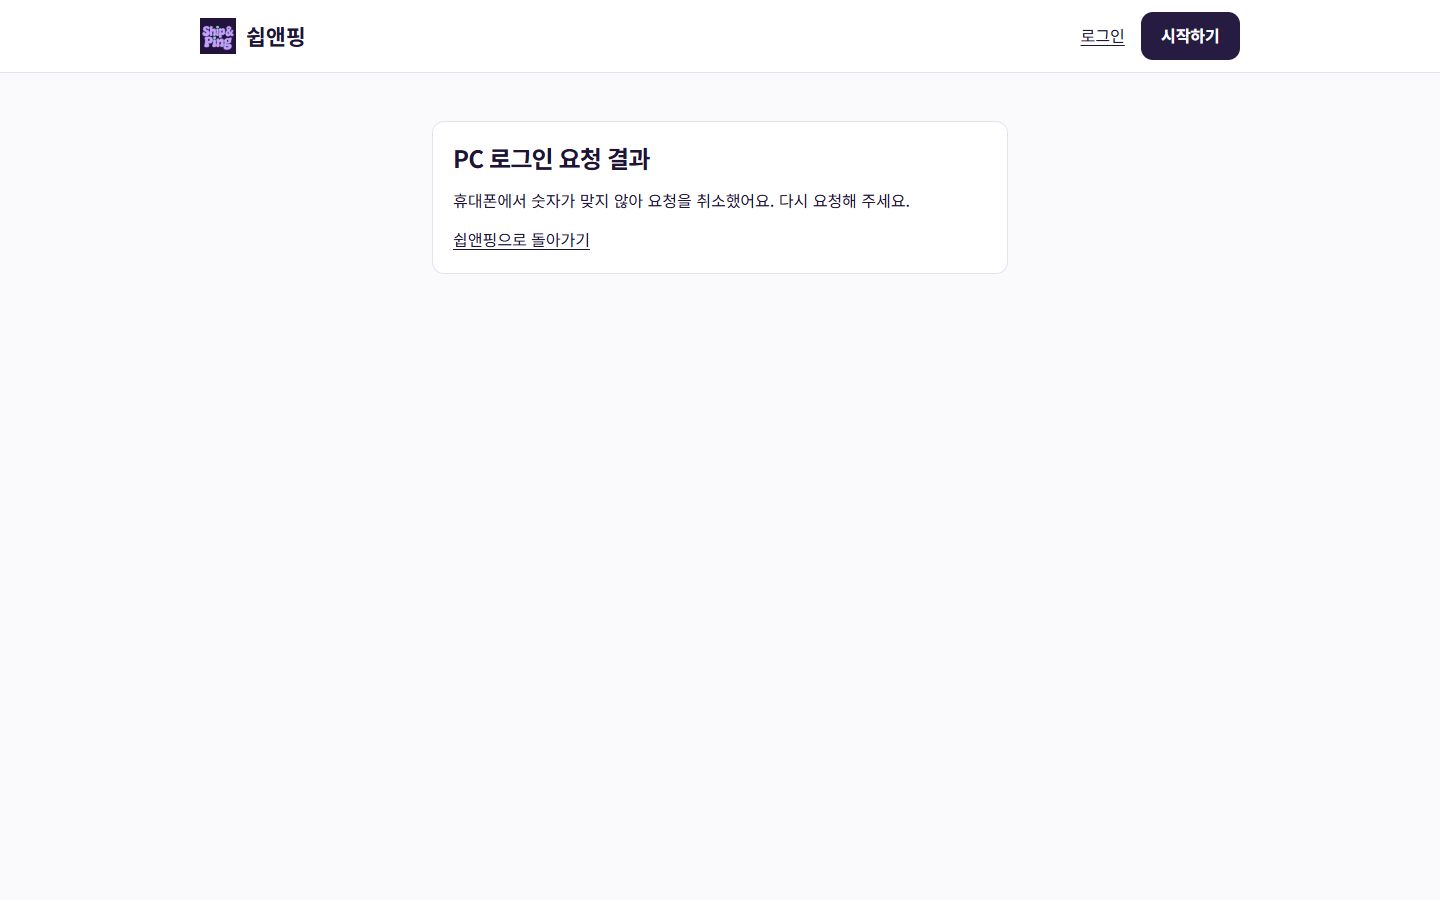 Ship&
Ping
쉽앤핑
로그인
시작하기
PC 로그인 요청 결과
휴대폰에서 숫자가 맞지 않아 요청을 취소했어요. 다시 요청해 주세요.
쉽앤핑으로 돌아가기